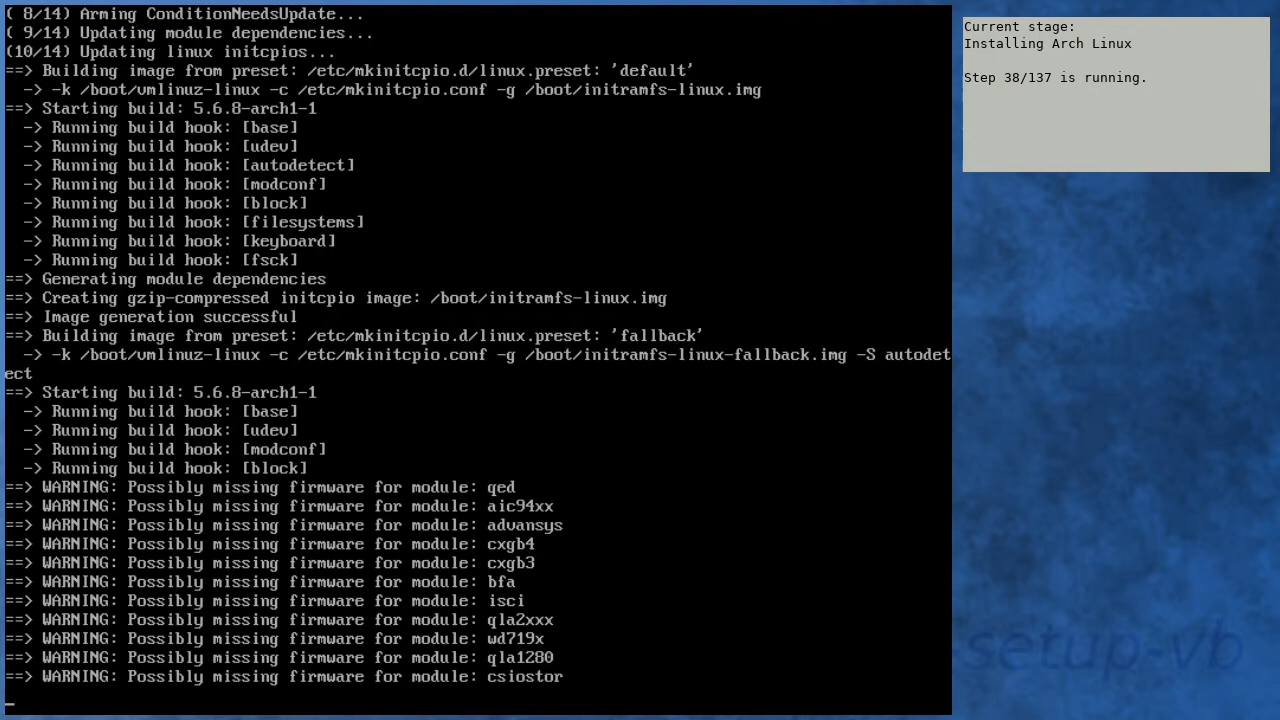 ( 8/14) Arming ConditionNeedsUpdate...
( 9/14) Updating module dependencies...
(10/14) Updating linux initcpios...
==> Building image from preset: /etc/mkinitcpio.d/linux.preset: 'default'
  -> -k /boot/vmlinuz-linux -c /etc/mkinitcpio.conf -g /boot/initramfs-linux.img
==> Starting build: 5.6.8-arch1-1
  -> Running build hook: [base]
  -> Running build hook: [udev]
  -> Running build hook: [autodetect]
  -> Running build hook: [modconf]
  -> Running build hook: [block]
  -> Running build hook: [filesystems]
  -> Running build hook: [keyboard]
  -> Running build hook: [fsck]
==> Generating module dependencies
==> Creating gzip-compressed initcpio image: /boot/initramfs-linux.img
==> Image generation successful
==> Building image from preset: /etc/mkinitcpio.d/linux.preset: 'fallback'
  -> -k /boot/vmlinuz-linux -c /etc/mkinitcpio.conf -g /boot/initramfs-linux-fallback.img -S autodet
ect
==> Starting build: 5.6.8-arch1-1
  -> Running build hook: [base]
  -> Running build hook: [udev]
  -> Running build hook: [modconf]
  -> Running build hook: [block]
==> WARNING: Possibly missing firmware for module: qed
==> WARNING: Possibly missing firmware for module: aic94xx
==> WARNING: Possibly missing firmware for module: advansys
==> WARNING: Possibly missing firmware for module: cxgb4
==> WARNING: Possibly missing firmware for module: cxgb3
==> WARNING: Possibly missing firmware for module: bfa
==> WARNING: Possibly missing firmware for module: isci
==> WARNING: Possibly missing firmware for module: qla2xxx
==> WARNING: Possibly missing firmware for module: wd719x
==> WARNING: Possibly missing firmware for module: qla1280
==> WARNING: Possibly missing firmware for module: csiostor
_
Current stage:
Installing Arch Linux
Step 38/137 is running.
setup-vb